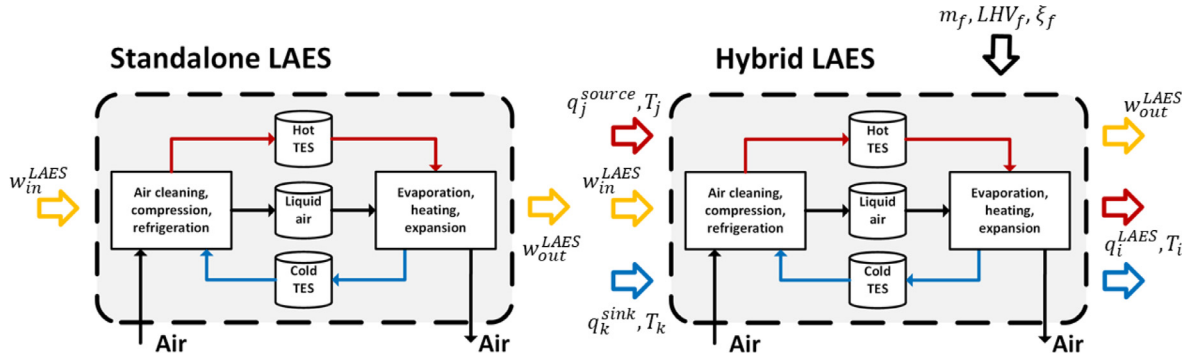 Standalone LAES
w_in^LAES
Hot
TES
Air cleaning,
compression,
refrigeration
Liquid
air
Evaporation,
heating,
expansion
Cold
TES
w_out^LAES
Air
Air
Hybrid LAES
m_f, LHV_f, ξ_f
q_j^source, T_j
w_in^LAES
q_k^sink, T_k
Hot
TES
Air cleaning,
compression,
refrigeration
Liquid
air
Evaporation,
heating,
expansion
Cold
TES
w_out^LAES
q_i^LAES, T_i
Air
Air